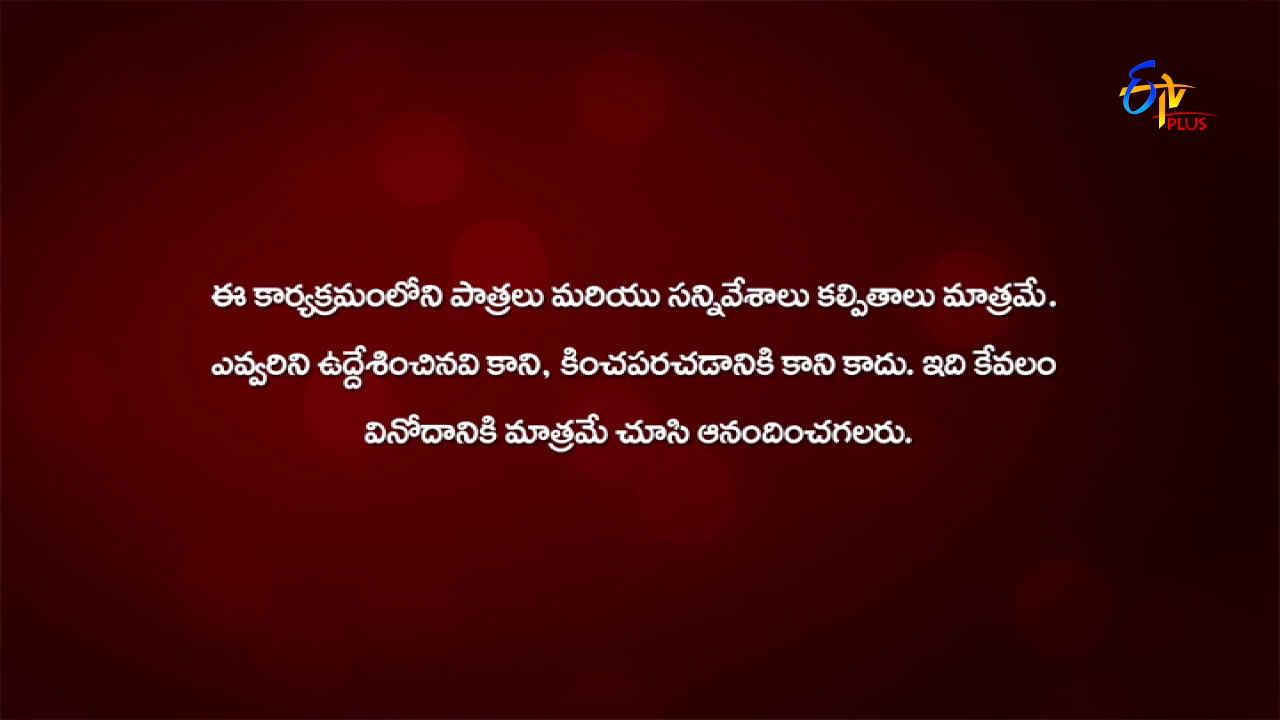 ETV
PLUS
ఈ కార్యక్రమంలోని పాత్రలు మరియు సన్నివేశాలు కల్పితాలు మాత్రమే.
ఎవ్వరిని ఉద్దేశించినవి కాని, కించపరచడానికి కాని కాదు. ఇది కేవలం
వినోదానికి మాత్రమే చూసి ఆనందించగలరు.